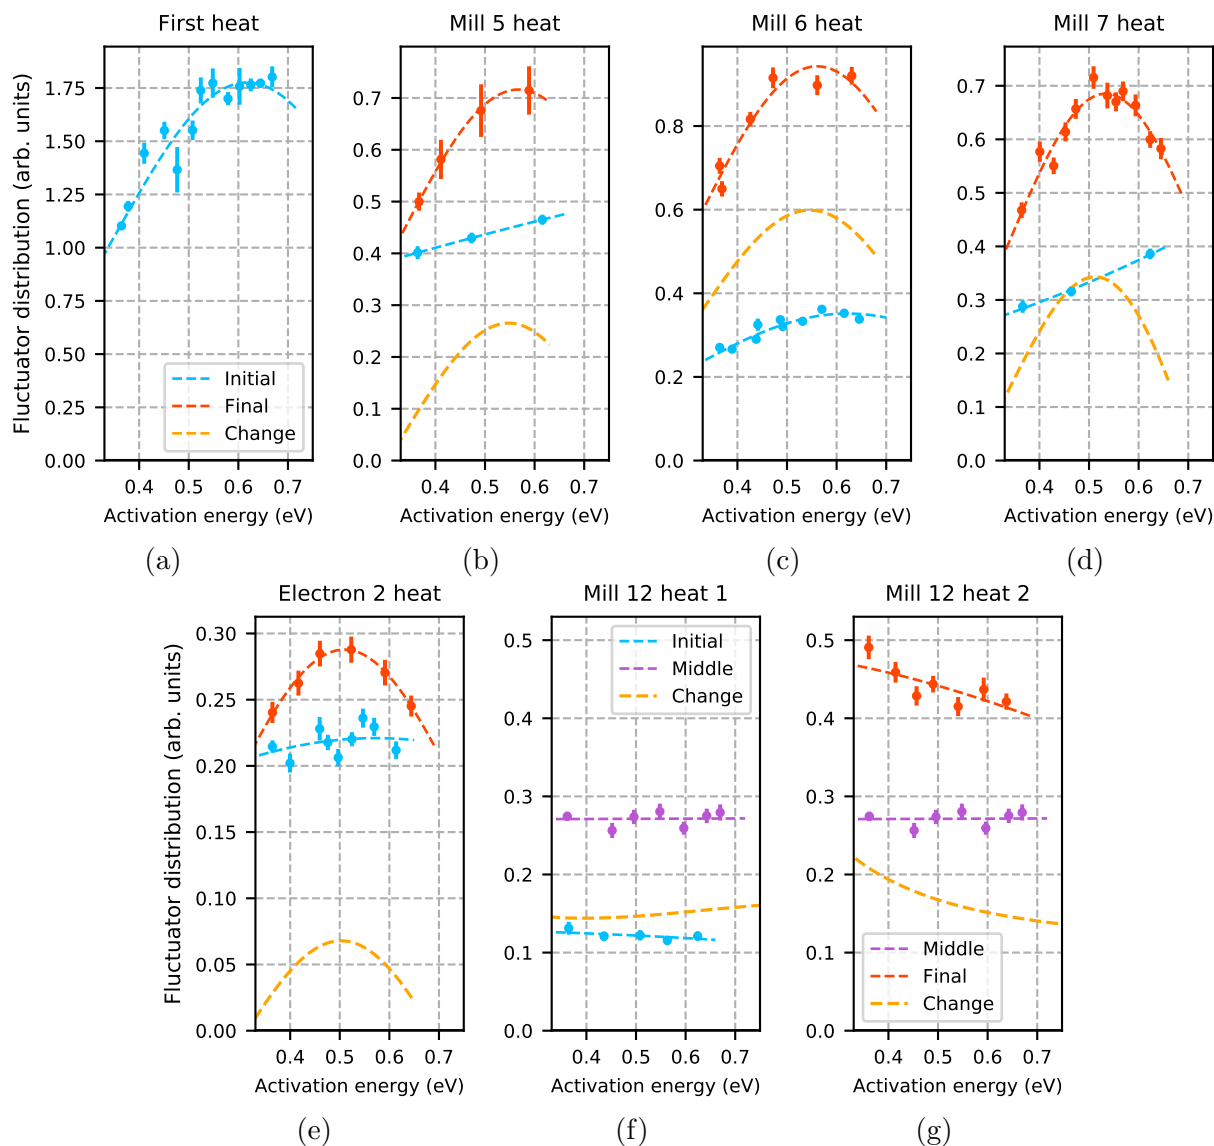 First heat
Mill 5 heat
Mill 6 heat
Mill 7 heat
Fluctuator distribution (arb. units)
1.75
1.50
1.25
1.00
0.75
0.50
0.25
0.00
Initial
Final
Change
0.4 0.5 0.6 0.7
Activation energy (eV)
(a)
0.7
0.6
0.5
0.4
0.3
0.2
0.1
0.0
0.4 0.5 0.6 0.7
Activation energy (eV)
(b)
0.8
0.6
0.4
0.2
0.0
0.4 0.5 0.6 0.7
Activation energy (eV)
(c)
0.7
0.6
0.5
0.4
0.3
0.2
0.1
0.0
0.4 0.5 0.6 0.7
Activation energy (eV)
(d)
Electron 2 heat
Mill 12 heat 1
Mill 12 heat 2
Fluctuator distribution (arb. units)
0.30
0.25
0.20
0.15
0.10
0.05
0.00
0.4 0.5 0.6 0.7
Activation energy (eV)
(e)
0.5
0.4
0.3
0.2
0.1
0.0
Initial
Middle
Change
0.4 0.5 0.6 0.7
Activation energy (eV)
(f)
0.5
0.4
0.3
0.2
0.1
0.0
Middle
Final
Change
0.4 0.5 0.6 0.7
Activation energy (eV)
(g)